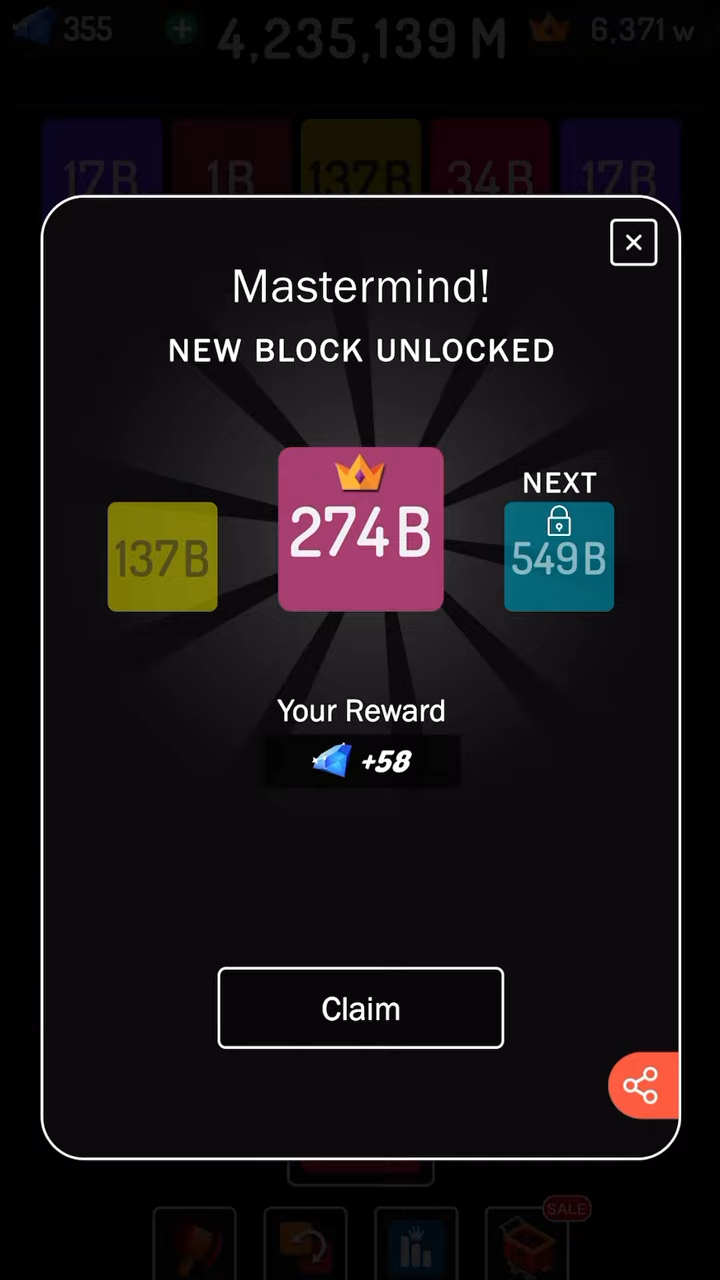 355 + 4,235,139 M 6,371 w
17B 1B 137B 34B 17B
Mastermind!
NEW BLOCK UNLOCKED
NEXT
137B 274B 549B
Your Reward
+58
Claim
SALE